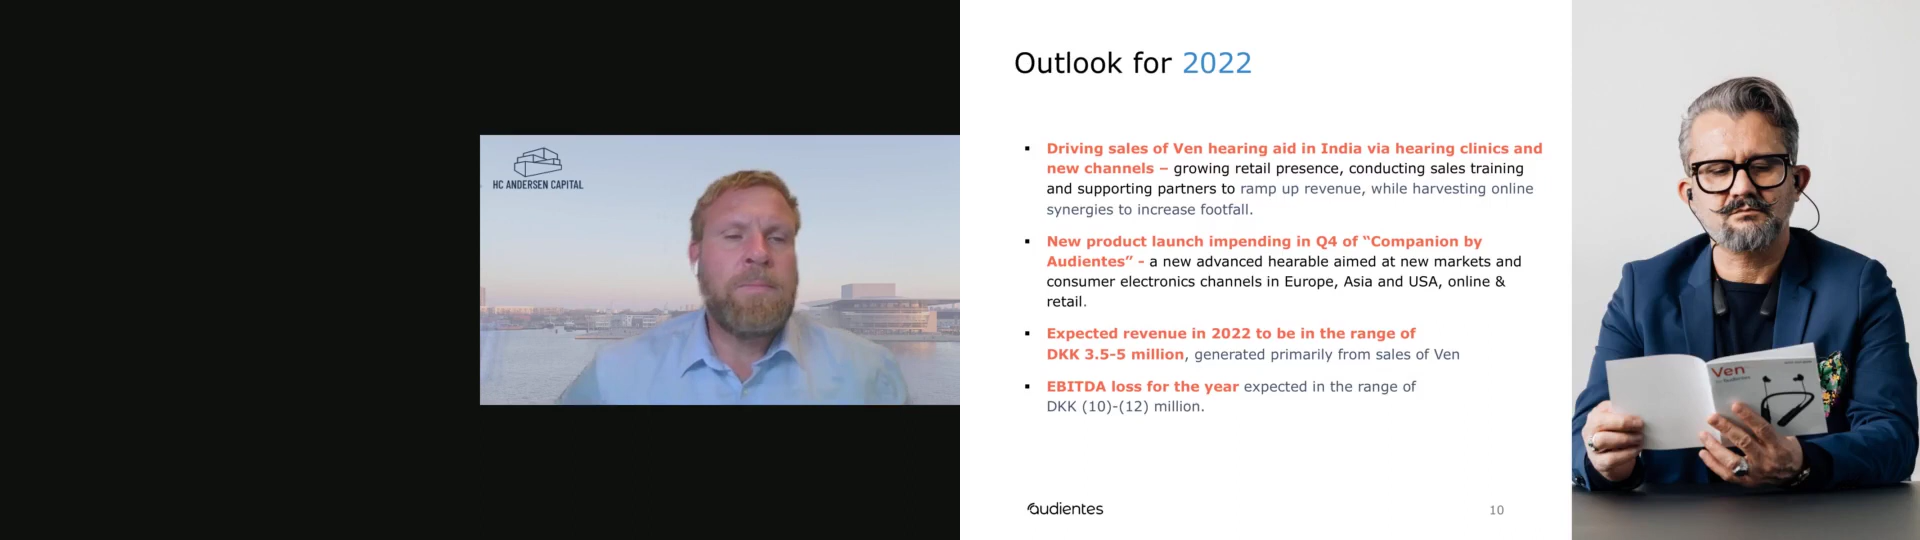 HC ANDERSEN CAPITAL
Outlook for 2022
▪ Driving sales of Ven hearing aid in India via hearing clinics and
new channels – growing retail presence, conducting sales training
and supporting partners to ramp up revenue, while harvesting online
synergies to increase footfall.
▪ New product launch impending in Q4 of “Companion by
Audientes” - a new advanced hearable aimed at new markets and
consumer electronics channels in Europe, Asia and USA, online &
retail.
▪ Expected revenue in 2022 to be in the range of
DKK 3.5-5 million, generated primarily from sales of Ven
▪ EBITDA loss for the year expected in the range of
DKK (10)-(12) million.
audientes
10
Ven
by Audientes